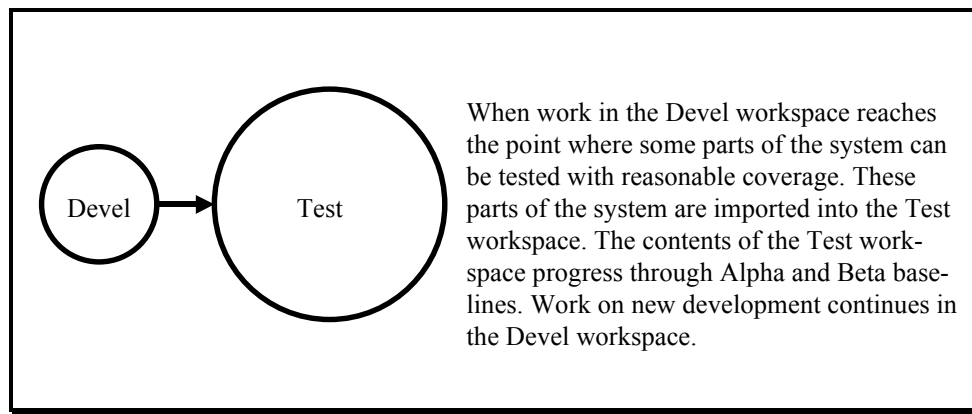 Devel
Test
When work in the Devel workspace reaches
the point where some parts of the system can
be tested with reasonable coverage. These
parts of the system are imported into the Test
workspace. The contents of the Test work-
space progress through Alpha and Beta base-
lines. Work on new development continues in
the Devel workspace.